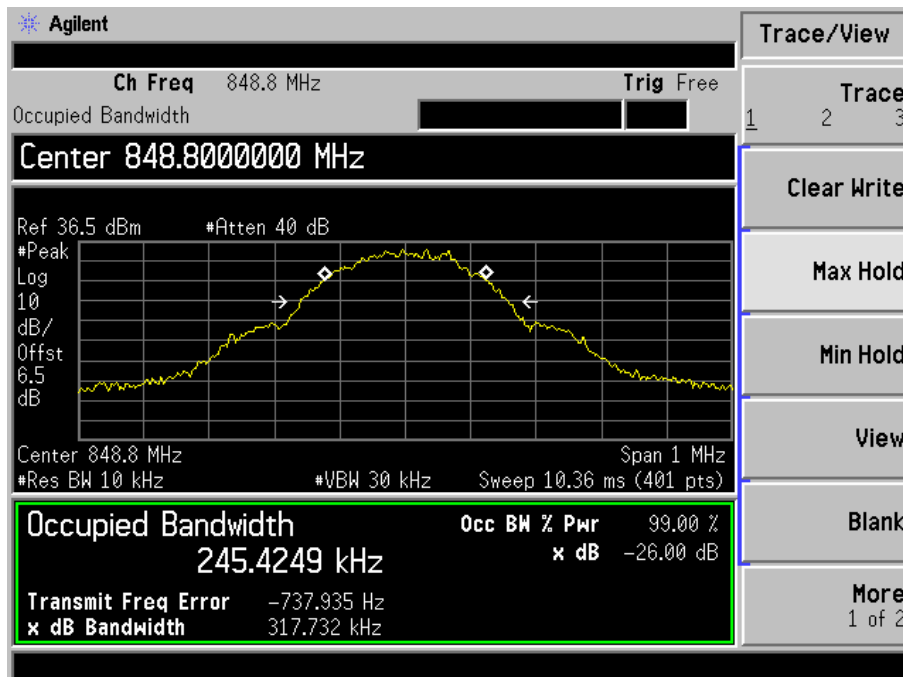 Agilent
Trace/View
Ch Freq 848.8 MHz Trig Free
Occupied Bandwidth
Center 848.8000000 MHz
Ref 36.5 dBm #Atten 40 dB
#Peak
Log
10
dB/
Offst
6.5
dB
Center 848.8 MHz Span 1 MHz
#Res BW 10 kHz #VBW 30 kHz Sweep 10.36 ms (401 pts)
Occupied Bandwidth Occ BW % Pwr 99.00 %
245.4249 kHz x dB -26.00 dB
Transmit Freq Error -737.935 Hz
x dB Bandwidth 317.732 kHz
Trace
1 2 3
Clear Write
Max Hold
Min Hold
View
Blank
More
1 of 2